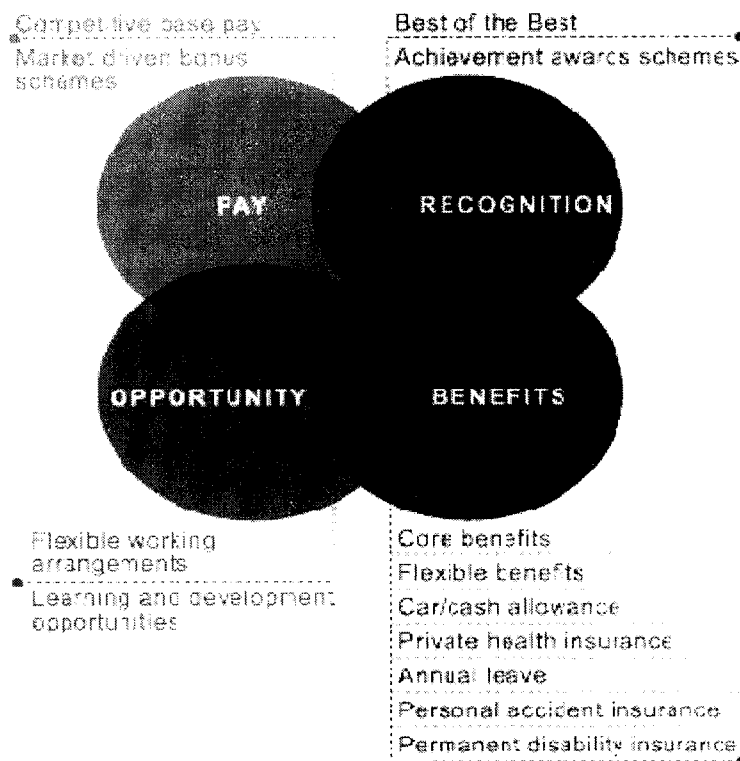 Competitive base pay
Market driven bonus
schemes
Best of the Best
Achievement awards schemes
PAY
RECOGNITION
OPPORTUNITY
BENEFITS
Flexible working
arrangements
Learning and development
opportunities
Core benefits
Flexible benefits
Car/cash allowance
Private health insurance
Annual leave
Personal accident insurance
Permanent disability insurance